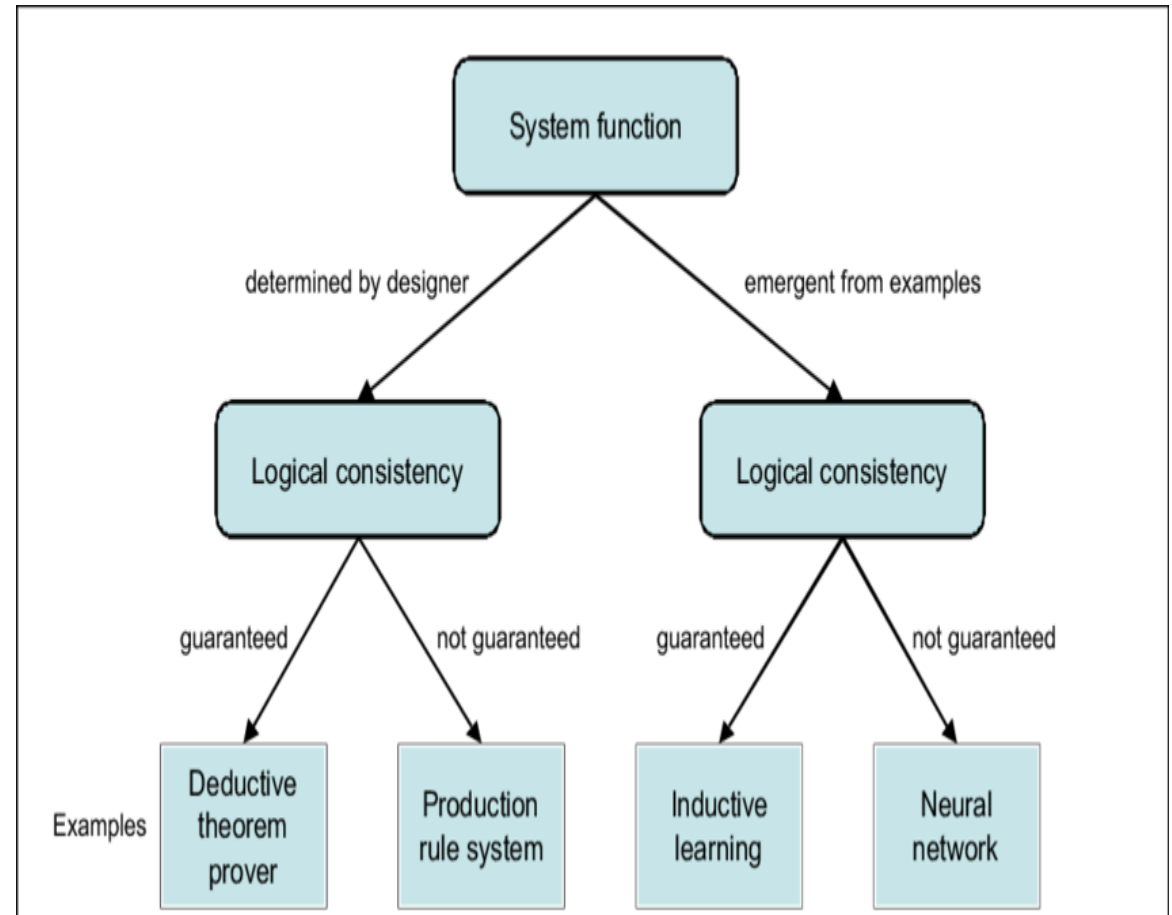 System function
determined by designer
emergent from examples
Logical consistency
Logical consistency
guaranteed
not guaranteed
guaranteed
not guaranteed
Examples
Deductive
theorem
prover
Production
rule system
Inductive
learning
Neural
network